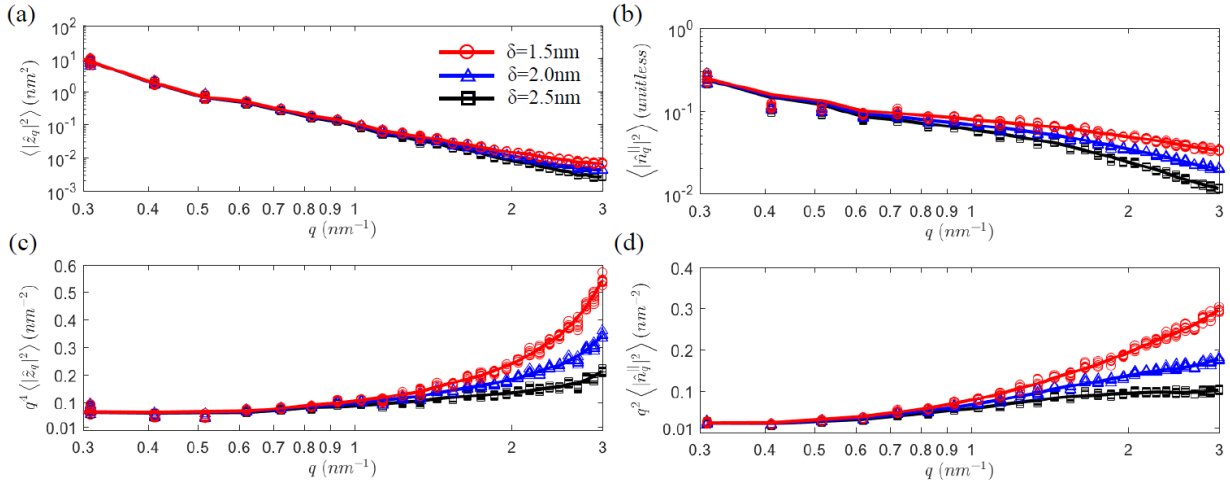 (a)
10²
10¹
10⁰
10⁻¹
10⁻²
10⁻³
⟨|ẑ_q|²⟩ (nm²)
δ=1.5nm
δ=2.0nm
δ=2.5nm
0.3 0.4 0.5 0.6 0.7 0.8 0.9 1 2 3
q (nm⁻¹)
(b)
10⁰
10⁻¹
10⁻²
⟨|n̂_q^∥|²⟩ (unitless)
0.3 0.4 0.5 0.6 0.7 0.8 0.9 1 2 3
q (nm⁻¹)
(c)
0.6
0.5
0.4
0.3
0.2
0.1
0.01
q⁴ ⟨|ẑ_q|²⟩ (nm⁻²)
0.3 0.4 0.5 0.6 0.7 0.8 0.9 1 2 3
q (nm⁻¹)
(d)
0.4
0.3
0.2
0.1
0.01
q² ⟨|n̂_q^∥|²⟩ (nm⁻²)
0.3 0.4 0.5 0.6 0.7 0.8 0.9 1 2 3
q (nm⁻¹)